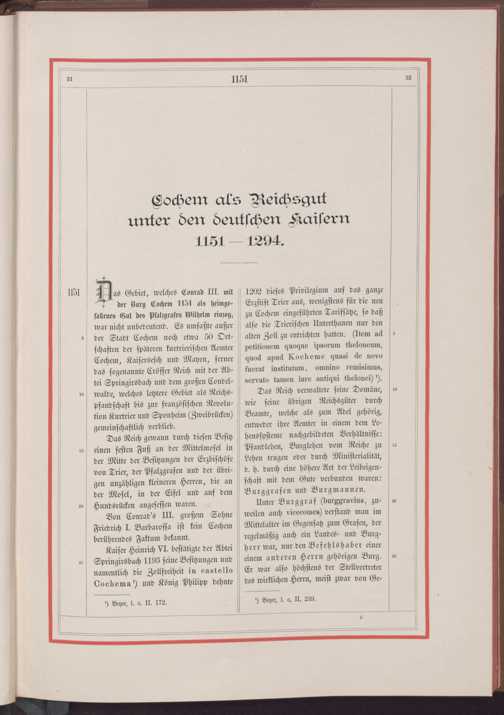 31
1151
32
Cochem als Reichsgut
unter den deutschen Kaisern
1151 — 1294.
1151
Das Gebiet, welches Conrad III. mit
der Burg Cochem 1151 als heimge-
fallenes Gut des Pfalzgrafen Wilhelm einzog,
war nicht unbedeutend. Es umfaßte außer
der Stadt Cochem noch etwa 50 Ort-
schaften der späteren kurtrierischen Aemter
Cochem, Kaisersesch und Mayen, ferner
das sogenannte Cröffer Reich mit der Ab-
tei Springirsbach und dem großen Condel-
walde, welches letztere Gebiet als Reichs-
pfandschaft bis zur französischen Revolu-
tion Kurtrier und Sponheim (Zweibrücken)
gemeinschaftlich verblieb.
Das Reich gewann durch diesen Besitz
einen festen Fuß an der Mittelmosel in
der Mitte der Besitzungen der Erzbischöfe
von Trier, der Pfalzgrafen und der übri-
gen unzähligen kleineren Herren, die an
der Mosel, in der Eifel und auf dem
Hundsrücken angesessen waren.
Von Conrad's III. großem Sohne
Friedrich I. Barbarossa ist kein Cochem
berührendes Faktum bekannt.
Kaiser Heinrich VI. bestätigte der Abtei
Springirsbach 1193 seine Besitzungen und
namentlich die Zollfreiheit in castello
Cochoma ¹) und König Philipp dehnte
¹) Beyer, l. c. II. 172.
5
10
15
20
25
1202 dieses Privilegium auf das ganze
Erzstift Trier aus, wenigstens für die neu
zu Cochem eingeführten Tarifsätze, so daß
also die Trierischen Unterthanen nur den
alten Zoll zu entrichten hatten. (Item ad
petitionem quoque ipsorum theloneum,
quod apud Kocheme quasi de novo
fuerat institutum, omnino remisimus,
servato tamen iure antiqui thelonei) ¹).
Das Reich verwaltete seine Domäne,
wie seine übrigen Reichsgüter durch
Beamte, welche als zum Adel gehörig,
entweder ihre Aemter in einem dem Le-
henssysteme nachgebildeten Verhältnisse:
Pfandlehen, Burglehen vom Reiche zu
Lehen trugen oder durch Ministerialität,
d. h. durch eine höhere Art der Leibeigen-
schaft mit dem Gute verbunden waren:
Burggrafen und Burgmannen.
Unter Burggraf (burggravius, zu-
weilen auch vicecomes) verstand man im
Mittelalter im Gegensatz zum Grafen, der
regelmäßig auch ein Landes- und Burg-
herr war, nur den Befehlshaber einer
einem anderen Herrn gehörigen Burg.
Er war also höchstens der Stellvertreter
des wirklichen Herrn, meist zwar von Ge-
¹) Beyer, l. c. II. 239.
5
10
15
20
25